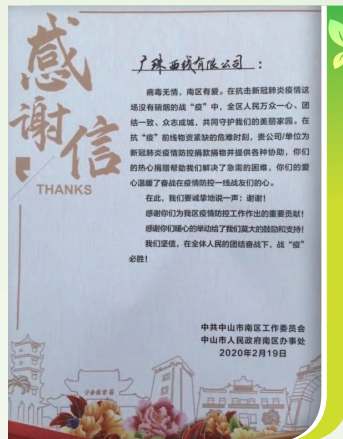 感谢信
THANKS
广珠西线有限公司：
病毒无情，南区有爱。在抗击新冠肺炎疫情这
场没有硝烟的战“疫”中，全区人民万众一心、团
结一致、众志成城，共同守护我们的美丽家园。在
抗“疫”前线物资紧缺的危难时刻，贵公司/单位为
新冠肺炎疫情防控捐款捐物并提供各种协助，你们
的热心捐赠帮助我们解决了急需的困难，你们的爱
心温暖了奋战在疫情防控一线战友们的心。
在此，我们要诚挚地说一声：谢谢！
感谢你们为我区疫情防控工作作出的重要贡献！
感谢你们暖心的举动给了我们莫大的鼓励和支持！
我们坚信，在全体人民的团结奋战下，战“疫”
必胜！
中共中山市南区工作委员会
中山市人民政府南区办事处
2020年2月19日